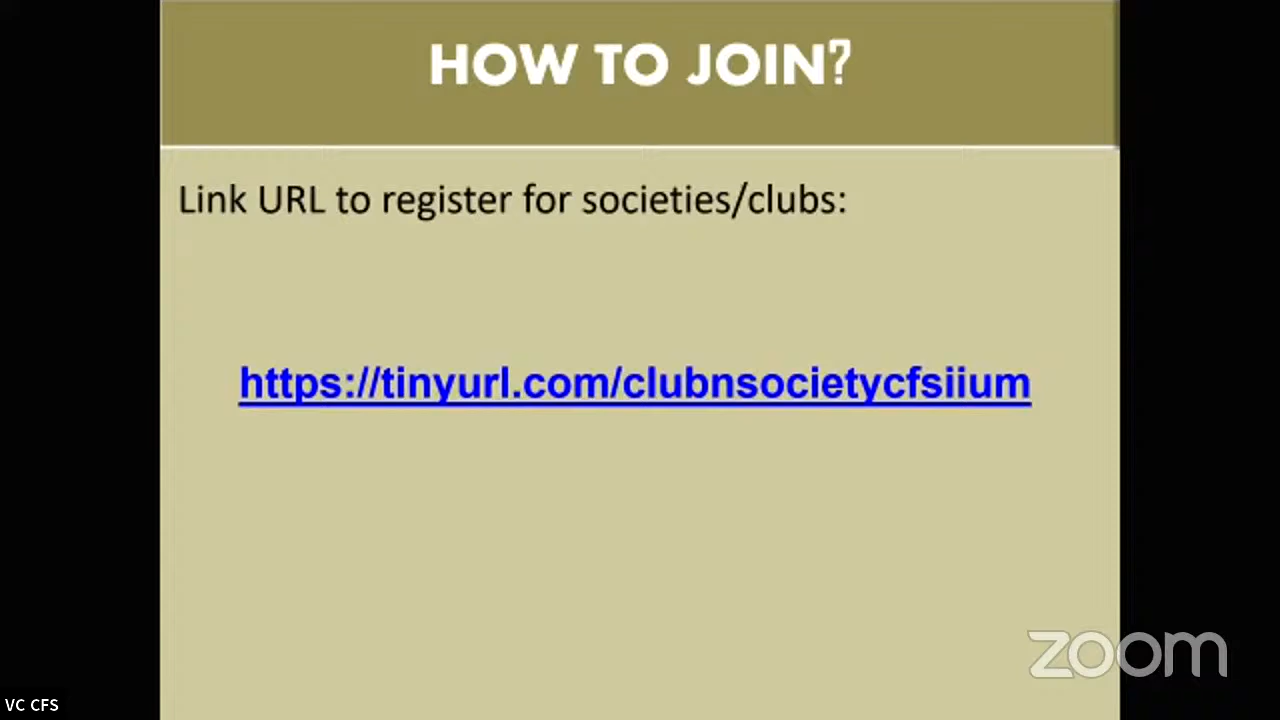 HOW TO JOIN?
Link URL to register for societies/clubs:
https://tinyurl.com/clubnsocietycfsiium
zoom
VC CFS